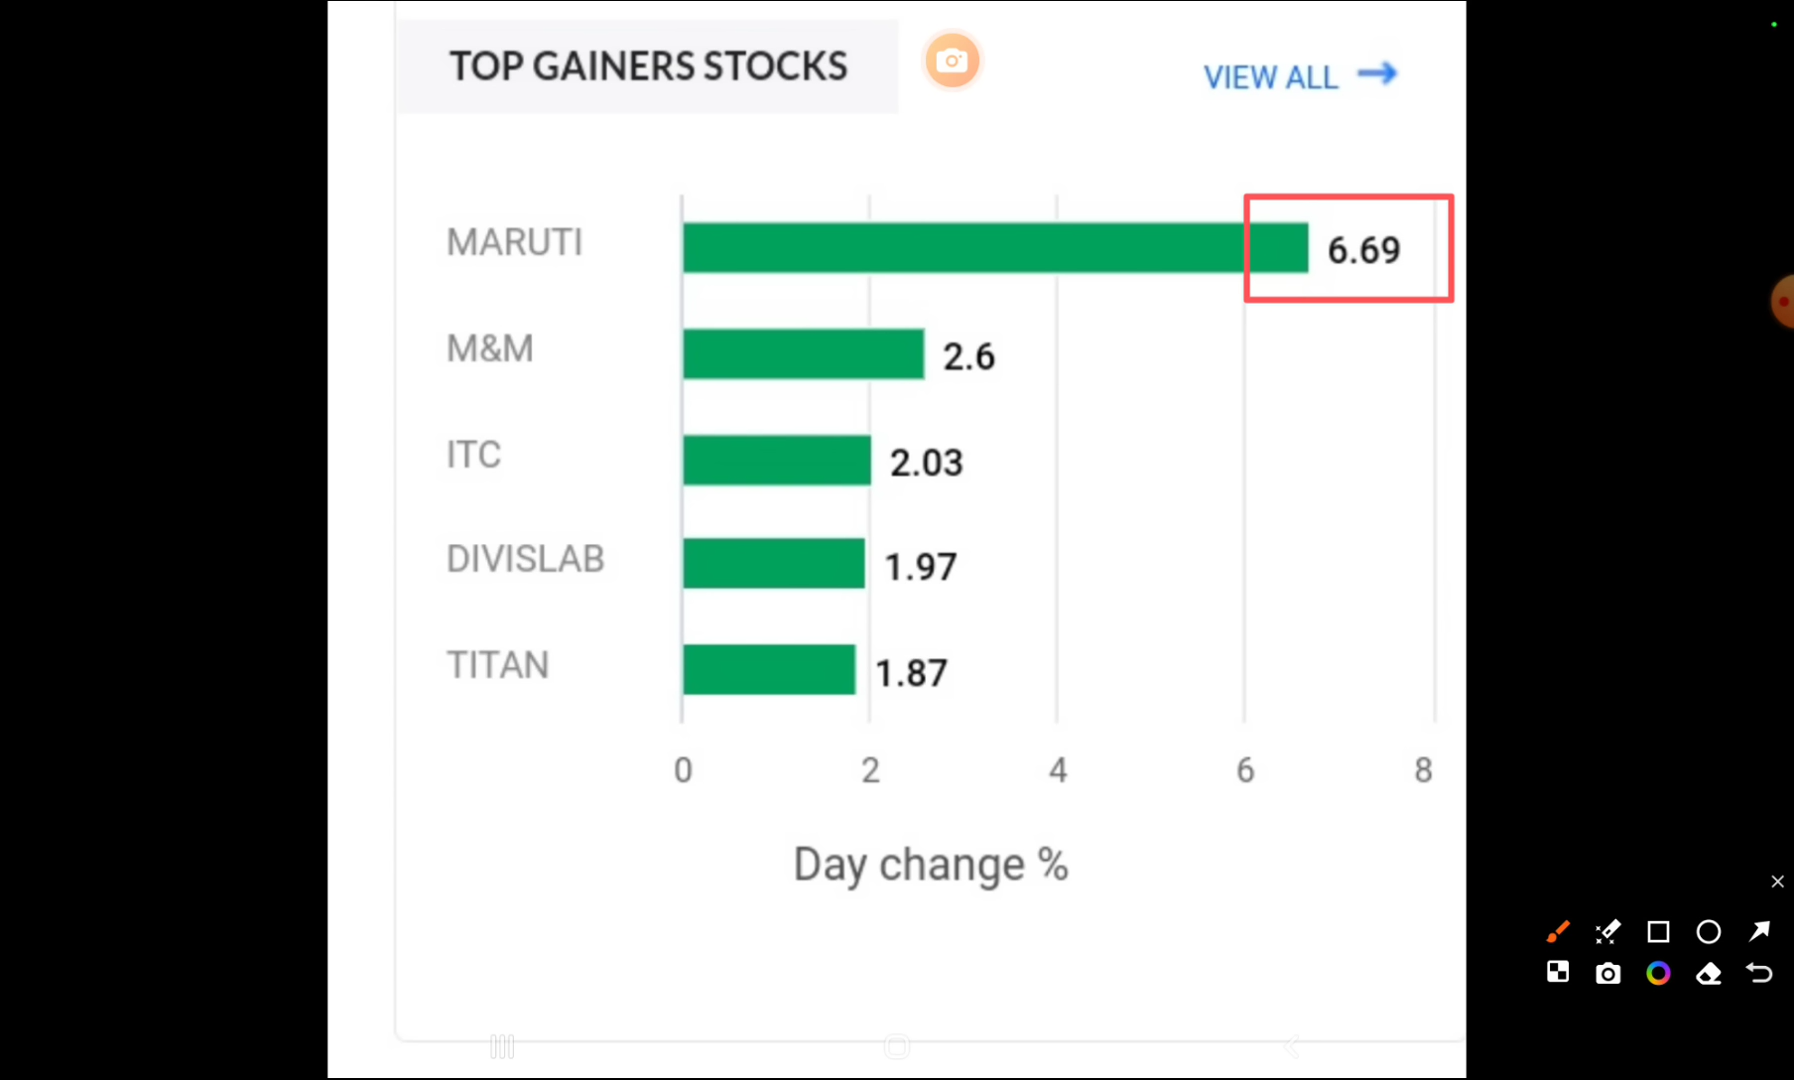 TOP GAINERS STOCKS
VIEW ALL
MARUTI 6.69
M&M 2.6
ITC 2.03
DIVISLAB 1.97
TITAN 1.87
0 2 4 6 8
Day change %